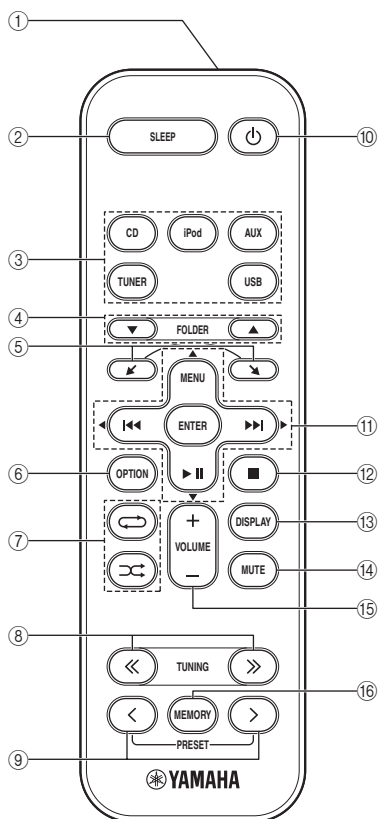 ①
② SLEEP ⑩
CD iPod AUX
③
TUNER USB
④ FOLDER
⑤
MENU
ENTER ⑪
⑥ OPTION ⑫
⑦ + DISPLAY ⑬
VOLUME
− MUTE ⑭
⑮
⑧ TUNING
⑯
MEMORY
⑨ PRESET
YAMAHA